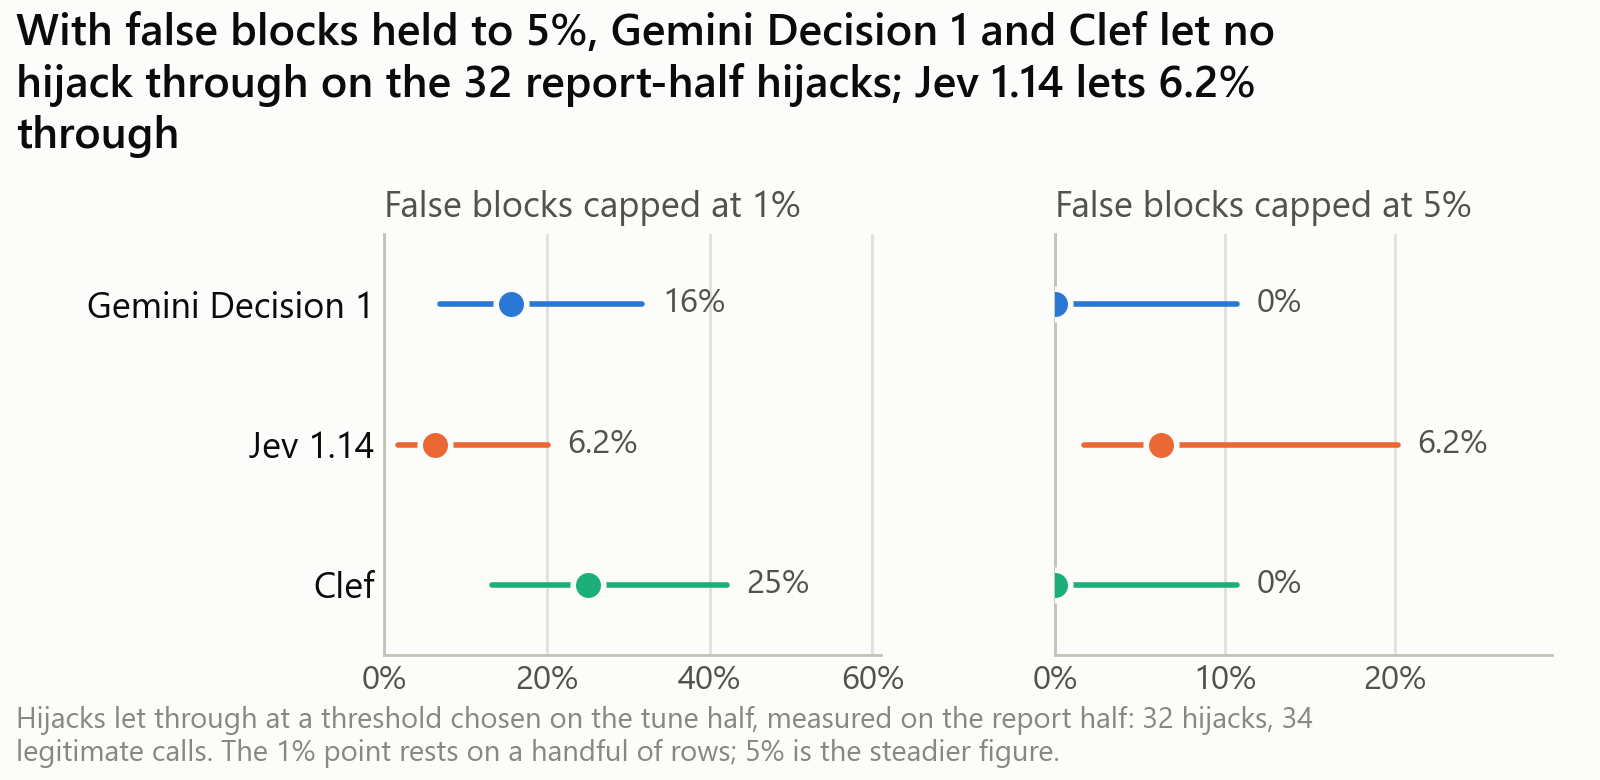 With false blocks held to 5%, Gemini Decision 1 and Clef let no
hijack through on the 32 report-half hijacks; Jev 1.14 lets 6.2%
through
False blocks capped at 1%
False blocks capped at 5%
Gemini Decision 1
16%
0%
Jev 1.14
6.2%
6.2%
Clef
25%
0%
0%
20%
40%
60%
0%
10%
20%
Hijacks let through at a threshold chosen on the tune half, measured on the report half: 32 hijacks, 34
legitimate calls. The 1% point rests on a handful of rows; 5% is the steadier figure.